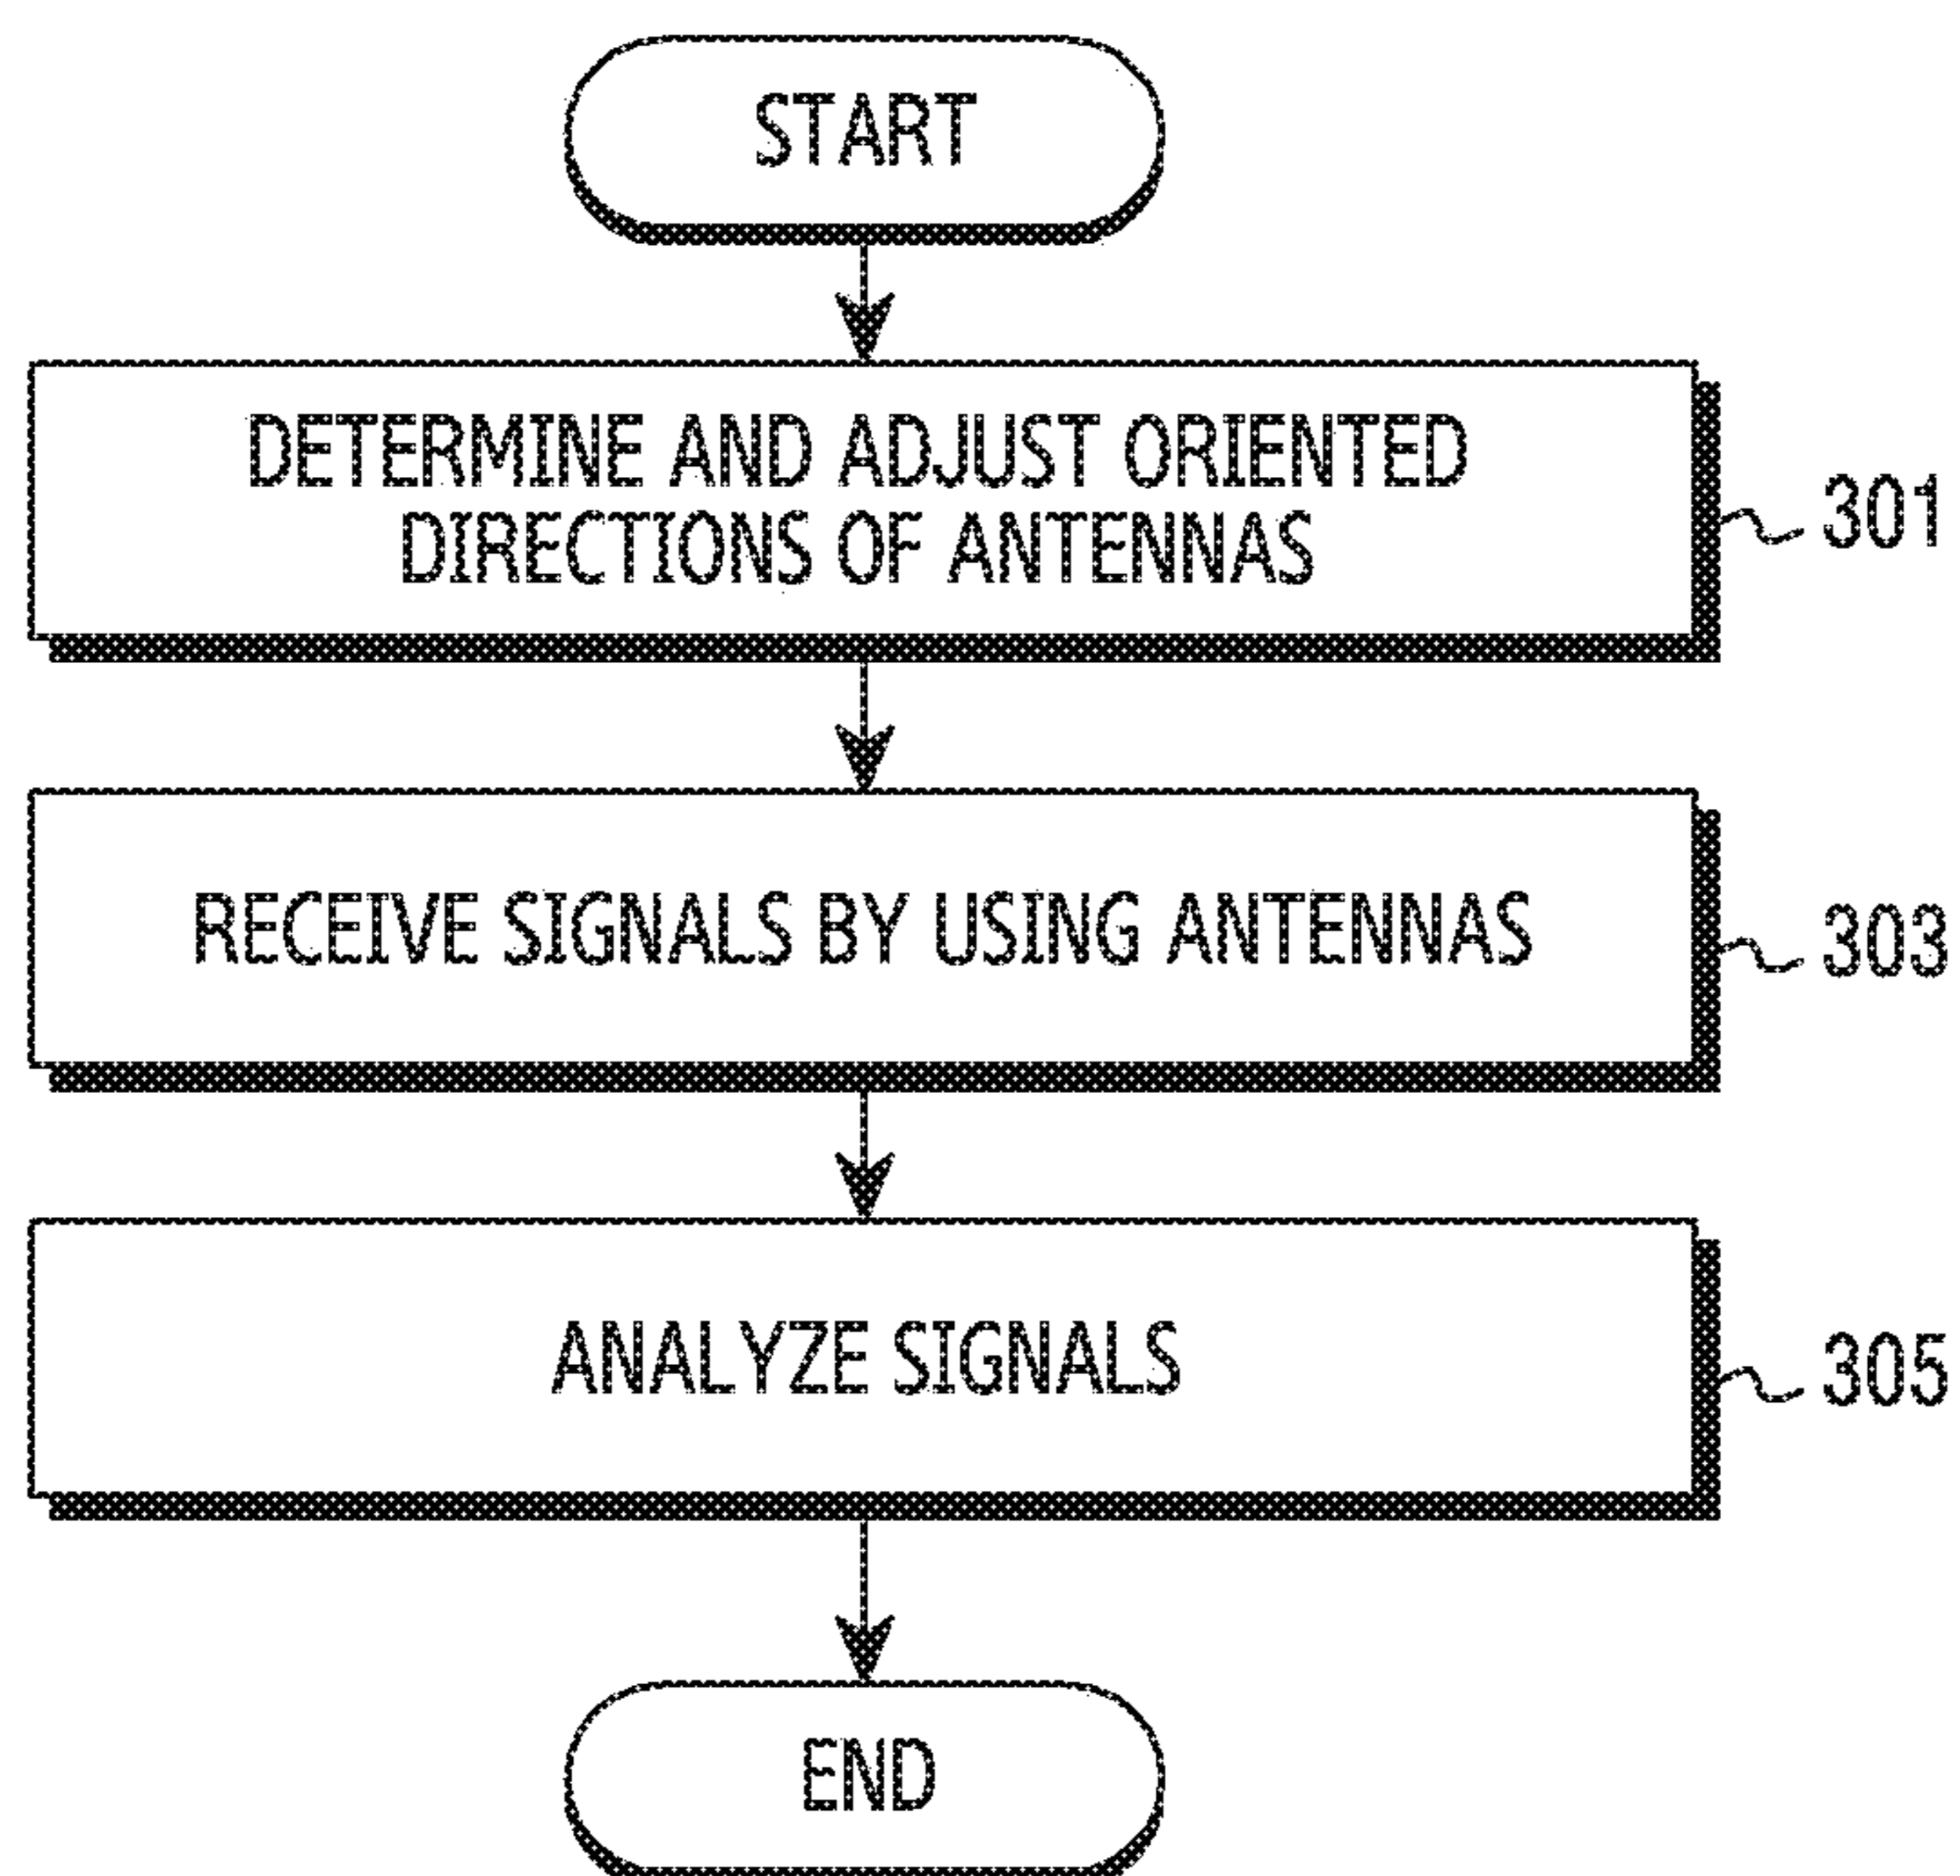 START
DETERMINE AND ADJUST ORIENTED
DIRECTIONS OF ANTENNAS
301
RECEIVE SIGNALS BY USING ANTENNAS
303
ANALYZE SIGNALS
305
END